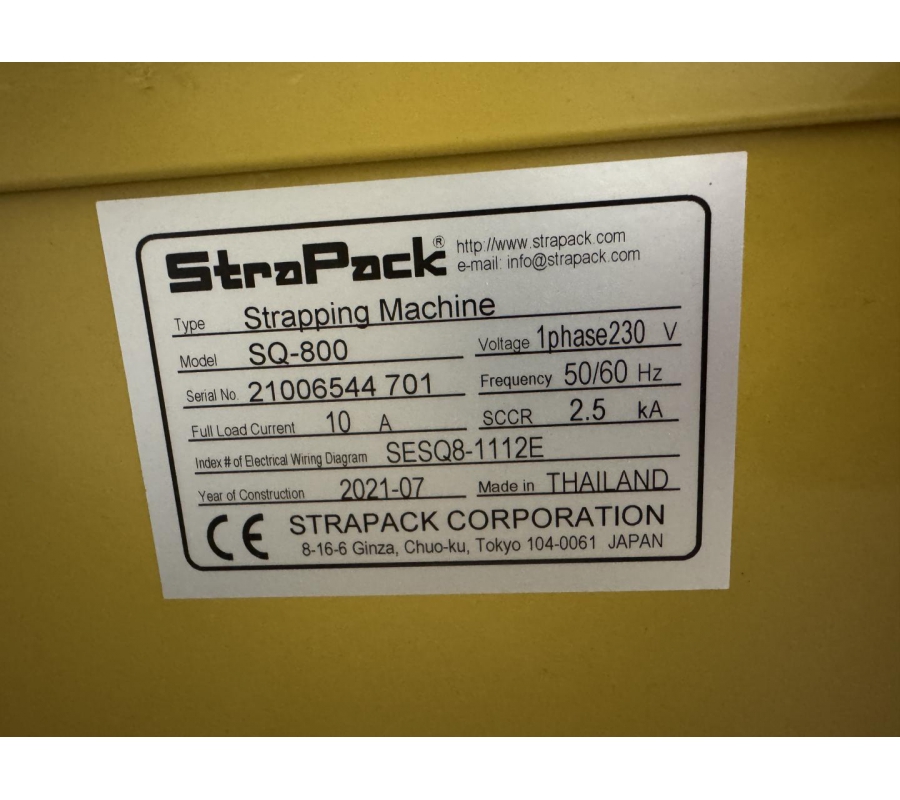 StraPack® http://www.strapack.com
e-mail: info@strapack.com
Type Strapping Machine
Model SQ-800 Voltage 1phase230 V
Serial No. 21006544 701 Frequency 50/60 Hz
Full Load Current 10 A SCCR 2.5 kA
Index # of Electrical Wiring Diagram SESQ8-1112E
Year of Construction 2021-07 Made in THAILAND
CE STRAPACK CORPORATION
8-16-6 Ginza, Chuo-ku, Tokyo 104-0061 JAPAN